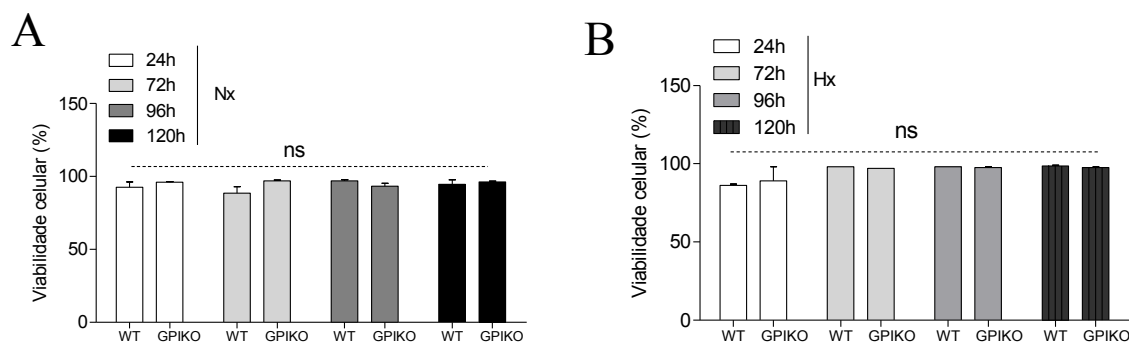 A
24h
72h
96h
120h
Nx
Viabilidade celular (%)
150
100
50
0
ns
WT GPIKO WT GPIKO WT GPIKO WT GPIKO
B
24h
72h
96h
120h
Hx
Viabilidade celular (%)
150
100
50
0
ns
WT GPIKO WT GPIKO WT GPIKO WT GPIKO